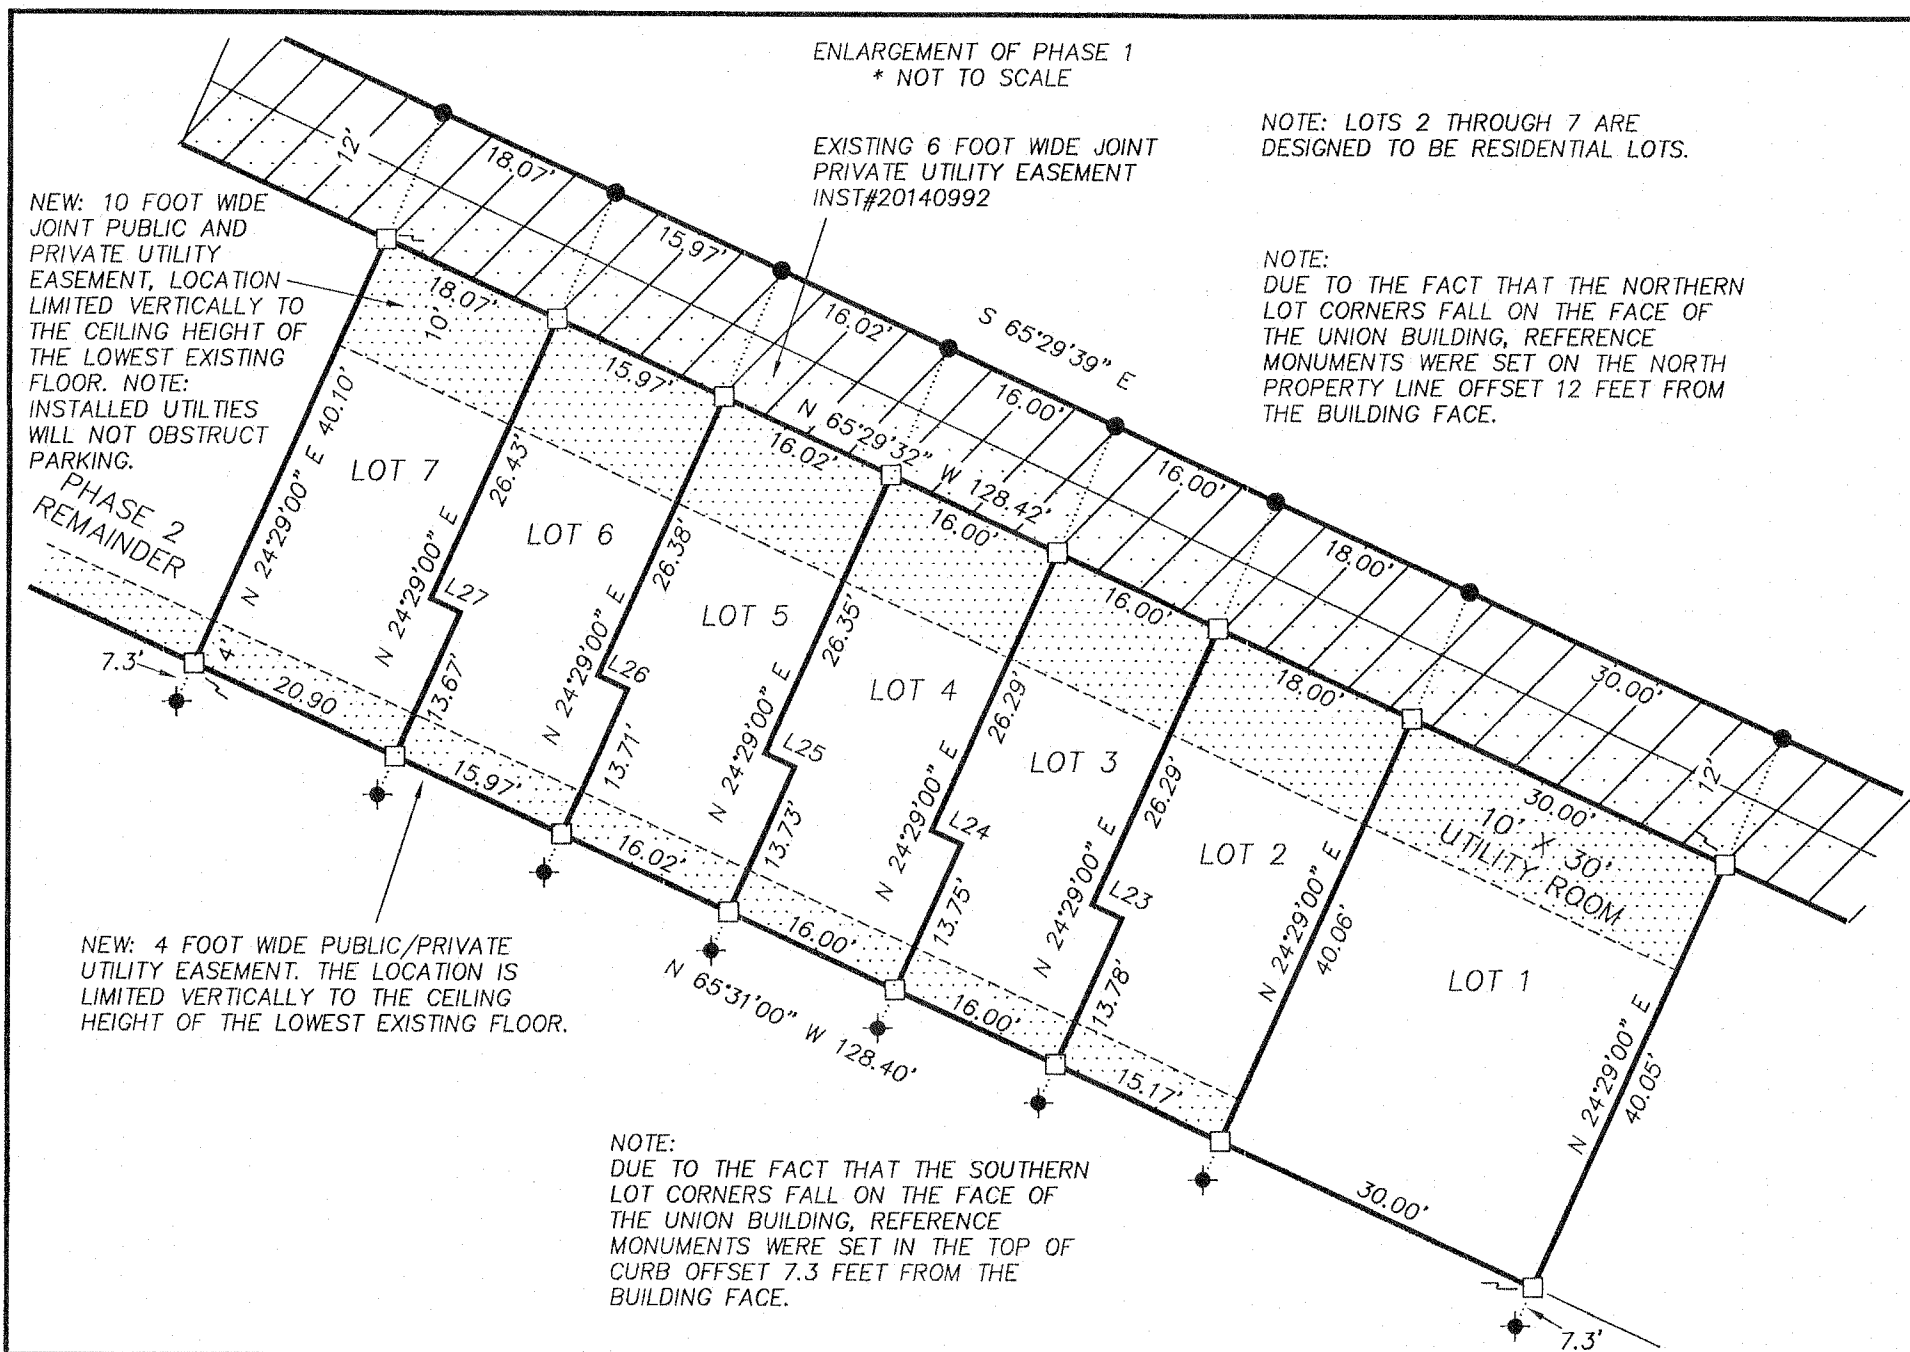 ENLARGEMENT OF PHASE 1
* NOT TO SCALE
EXISTING 6 FOOT WIDE JOINT
PRIVATE UTILITY EASEMENT
INST#20140992
NOTE: LOTS 2 THROUGH 7 ARE
DESIGNED TO BE RESIDENTIAL LOTS.
NOTE:
DUE TO THE FACT THAT THE NORTHERN
LOT CORNERS FALL ON THE FACE OF
THE UNION BUILDING, REFERENCE
MONUMENTS WERE SET ON THE NORTH
PROPERTY LINE OFFSET 12 FEET FROM
THE BUILDING FACE.
NEW: 10 FOOT WIDE
JOINT PUBLIC AND
PRIVATE UTILITY
EASEMENT, LOCATION
LIMITED VERTICALLY TO
THE CEILING HEIGHT OF
THE LOWEST EXISTING
FLOOR. NOTE:
INSTALLED UTILTIES
WILL NOT OBSTRUCT
PARKING.
PHASE 2
REMAINDER
12'
18.07'
15.97'
16.02'
S 65°29'39" E
16.00'
16.00'
18.00'
30.00'
12'
18.07'
10'
15.97'
16.02'
N 65°29'32" W 128.42'
16.00'
16.00'
18.00'
30.00'
10' X 30'
UTILITY ROOM
N 24°29'00" E 40.10'
LOT 7
N 24°29'00" E
26.43'
L27
13.67'
LOT 6
N 24°29'00" E
26.38'
L26
13.71'
LOT 5
N 24°29'00" E
26.35'
L25
13.73'
LOT 4
N 24°29'00" E
26.29'
L24
13.75'
LOT 3
N 24°29'00" E
26.29'
L23
13.78'
LOT 2
N 24°29'00" E
40.06'
LOT 1
N 24°29'00" E
40.05'
7.3'
4'
20.90
15.97'
16.02'
16.00'
16.00'
15.17'
30.00'
7.3'
N 65°31'00" W 128.40'
NEW: 4 FOOT WIDE PUBLIC/PRIVATE
UTILITY EASEMENT. THE LOCATION IS
LIMITED VERTICALLY TO THE CEILING
HEIGHT OF THE LOWEST EXISTING FLOOR.
NOTE:
DUE TO THE FACT THAT THE SOUTHERN
LOT CORNERS FALL ON THE FACE OF
THE UNION BUILDING, REFERENCE
MONUMENTS WERE SET IN THE TOP OF
CURB OFFSET 7.3 FEET FROM THE
BUILDING FACE.